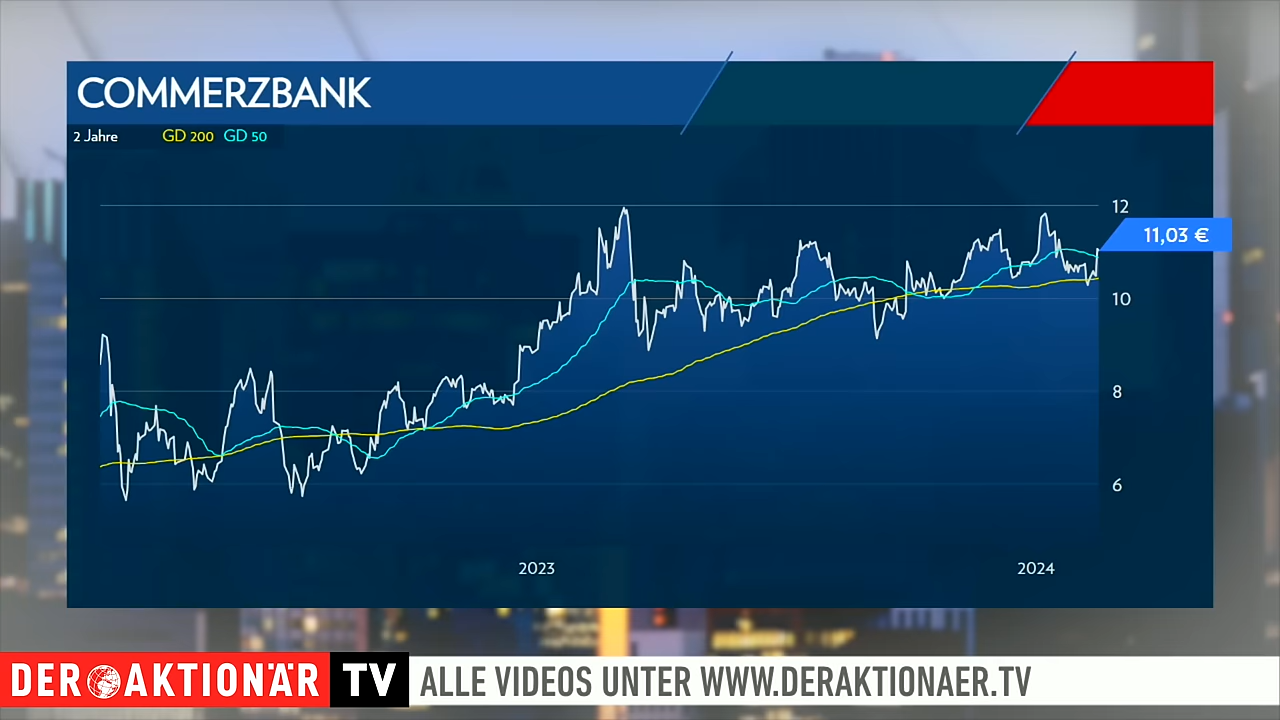 COMMERZBANK
2 Jahre GD 200 GD 50
12
11,03 €
10
8
6
2023 2024
DER AKTIONÄR TV ALLE VIDEOS UNTER WWW.DERAKTIONAER.TV